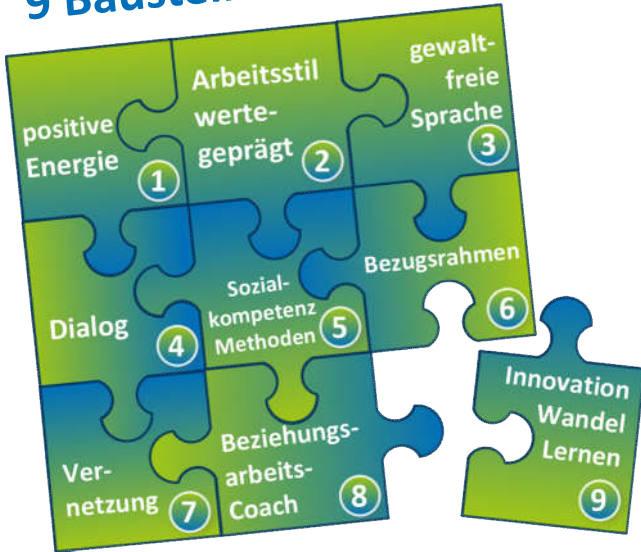 positive
Energie
1
Arbeitsstil
werte-
geprägt
2
gewalt-
freie
Sprache
3
Dialog
4
Sozial-
kompetenz
Methoden
5
Bezugsrahmen
6
Ver-
netzung
7
Beziehungs-
arbeits-
Coach
8
Innovation
Wandel
Lernen
9